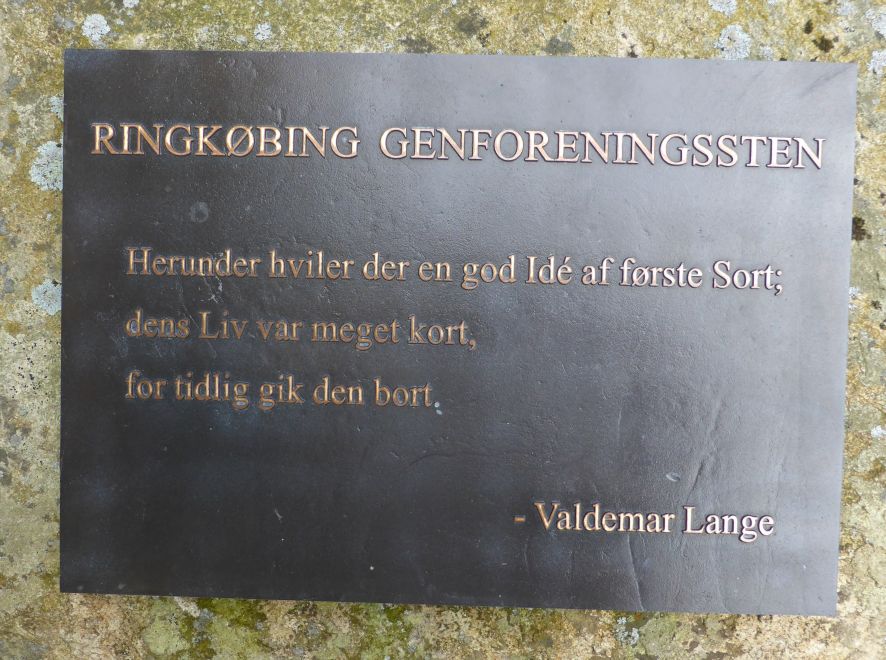 RINGKØBING GENFORENINGSSTEN
Herunder hviler der en god Idé af første Sort;
dens Liv var meget kort,
for tidlig gik den bort.
- Valdemar Lange